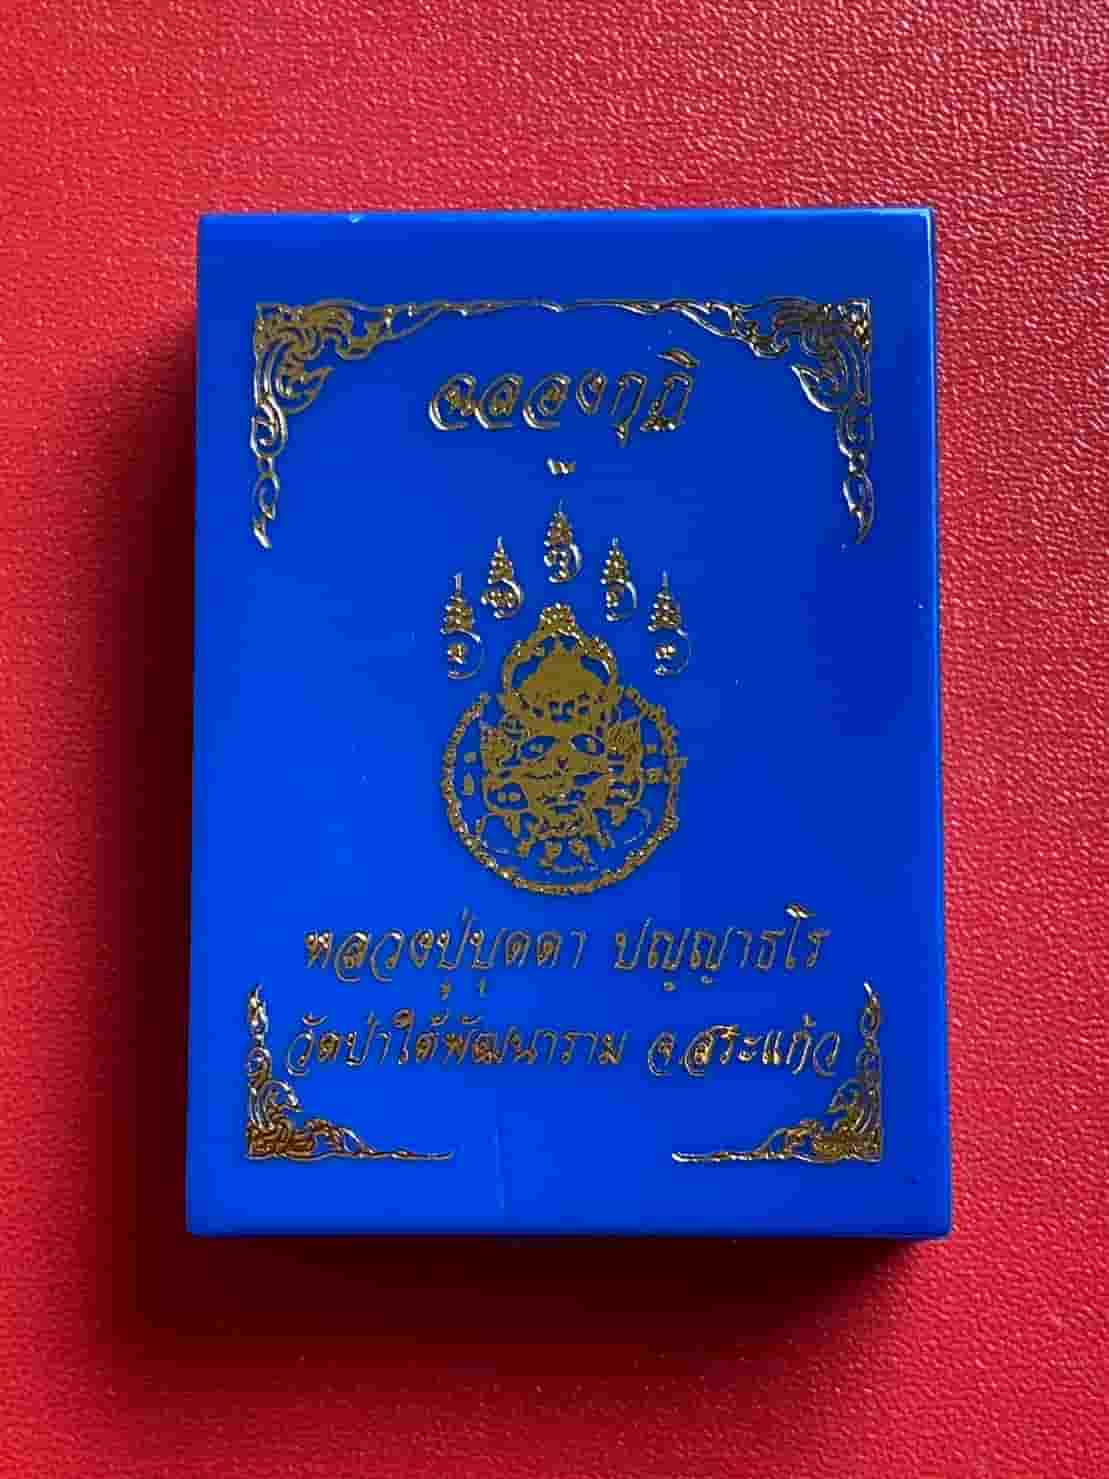 ฉลองกุฏิ
หลวงปู่บุดดา ปญฺญาธโร
วัดป่าใต้พัฒนาราม จ.สระแก้ว